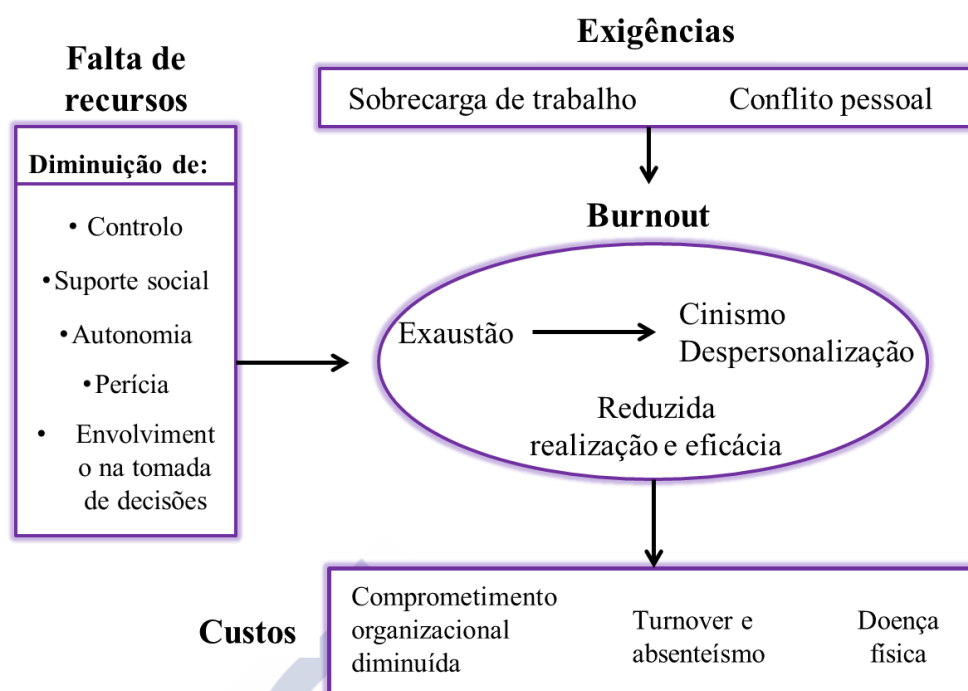 Exigências
Sobrecarga de trabalho Conflito pessoal
Falta de
recursos
Diminuição de:
• Controlo
•Suporte social
•Autonomia
•Perícia
• Envolviment
o na tomada
de decisões
Burnout
Exaustão
Cinismo
Despersonalização
Reduzida
realização e eficácia
Custos
Comprometimento
organizacional
diminuída
Turnover e
absenteísmo
Doença
física